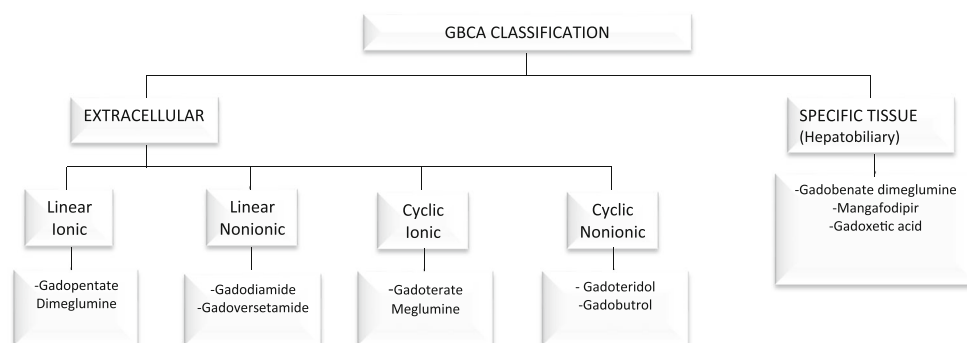 GBCA CLASSIFICATION
EXTRACELLULAR
SPECIFIC TISSUE
(Hepatobiliary)
Linear
Ionic
Linear
Nonionic
Cyclic
Ionic
Cyclic
Nonionic
-Gadobenate dimeglumine
-Mangafodipir
-Gadoxetic acid
-Gadopentate
Dimeglumine
-Gadodiamide
-Gadoversetamide
-Gadoterate
Meglumine
- Gadoteridol
-Gadobutrol